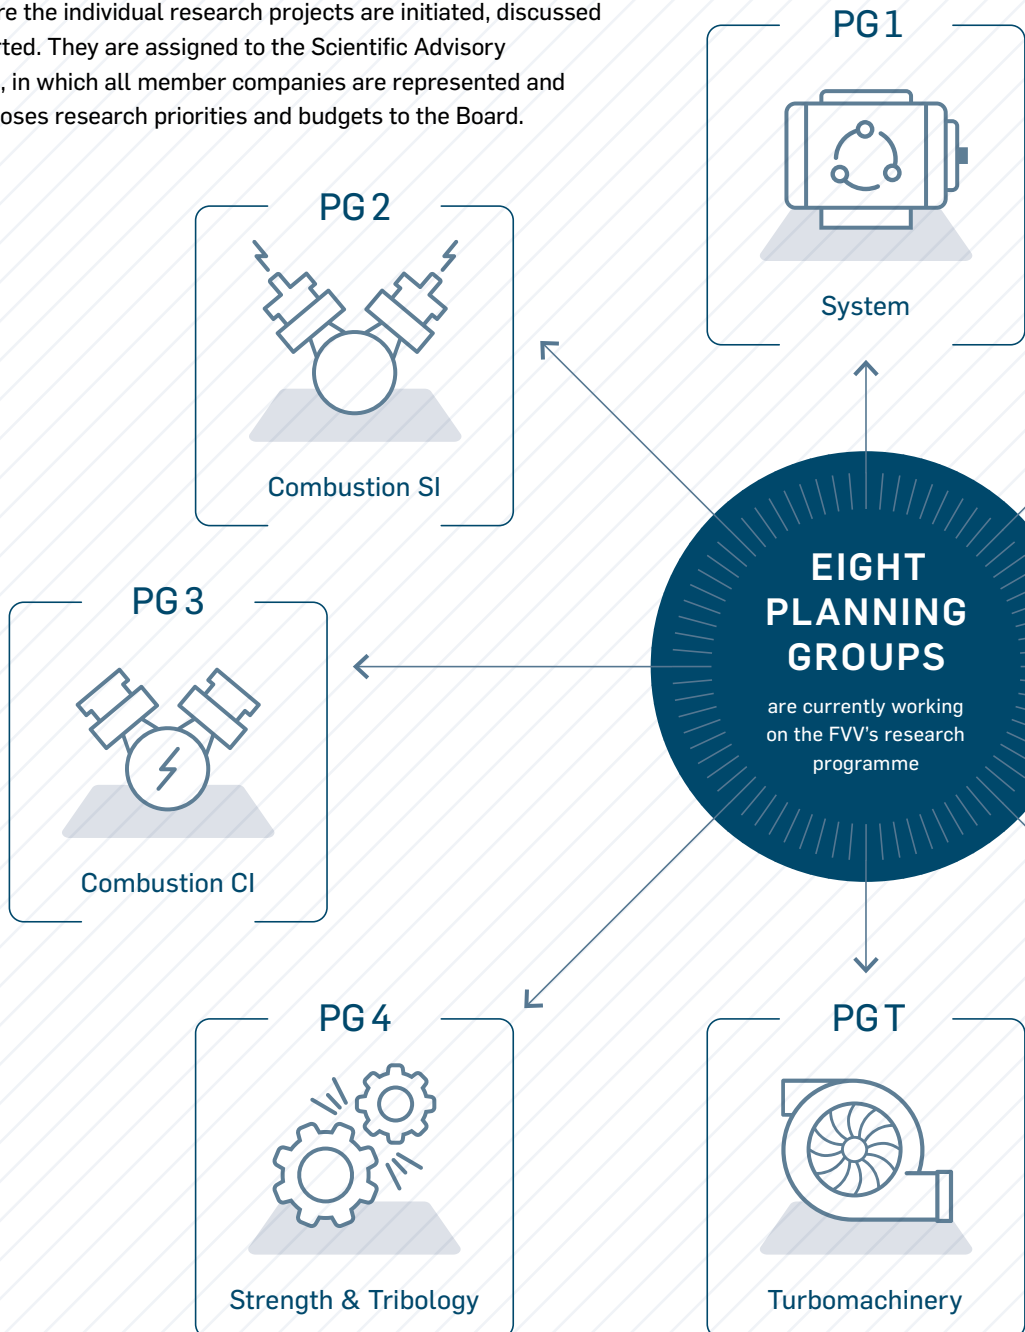 re the individual research projects are initiated, discussed
rted. They are assigned to the Scientific Advisory
, in which all member companies are represented and
oses research priorities and budgets to the Board.
PG 1
System
PG 2
Combustion SI
EIGHT
PLANNING
GROUPS
are currently working
on the FVV's research
programme
PG 3
Combustion CI
PG 4
Strength & Tribology
PG T
Turbomachinery